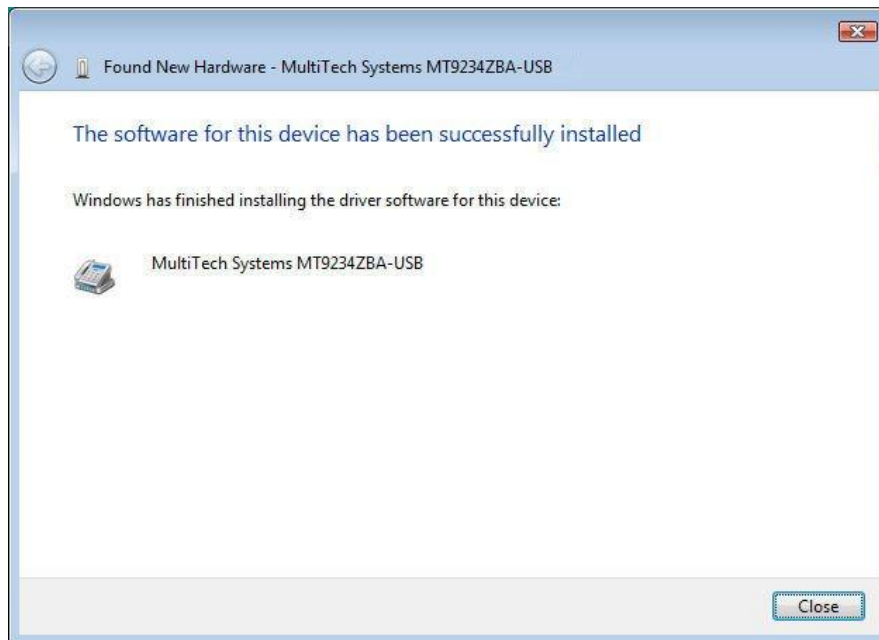 Found New Hardware - MultiTech Systems MT9234ZBA-USB
The software for this device has been successfully installed
Windows has finished installing the driver software for this device:
MultiTech Systems MT9234ZBA-USB
Close